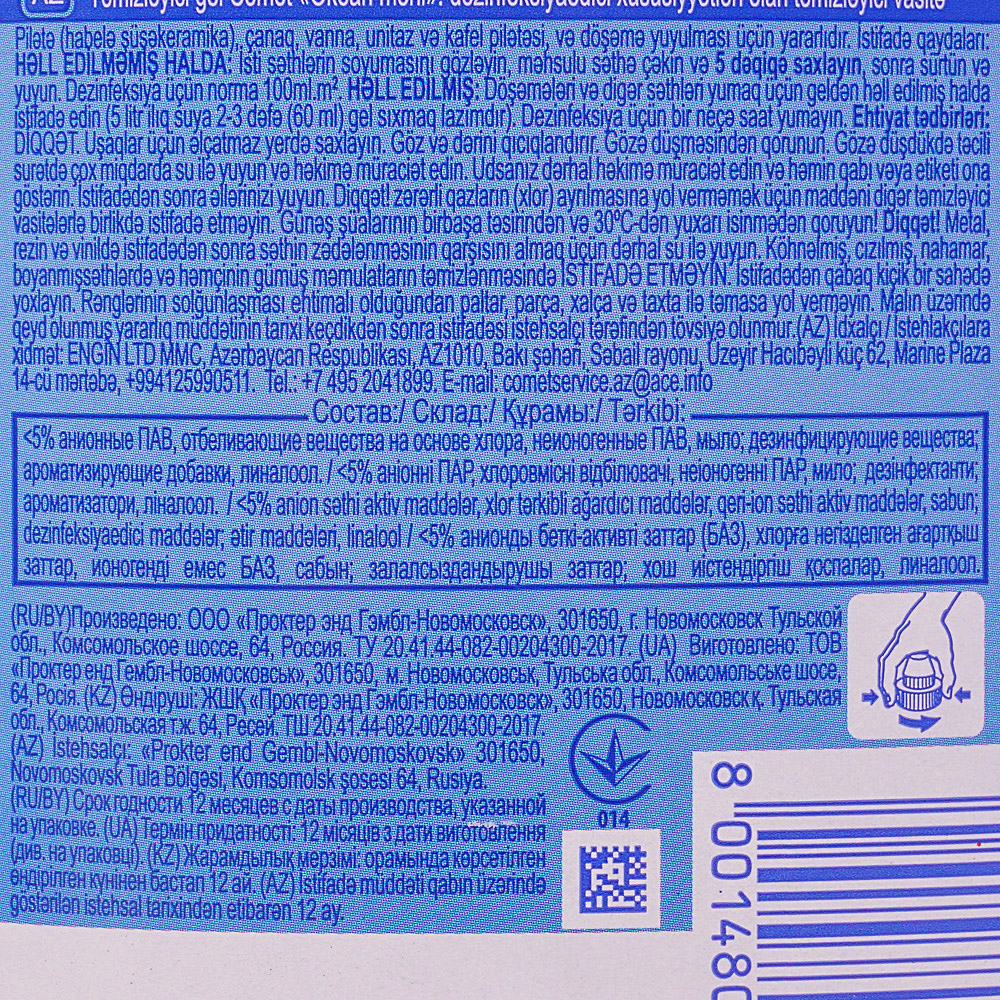 AZ Təmizləyici gel Comet «Okean mehi»: dezinfeksiyaedici xüsusiyyətləri olan təmizləyici vasitə
Pilətə (habelə suşəkeramika), çanaq, vanna, unitaz və kafel pilətəsi, və döşəmə yuyulması üçün yararlıdır. İstifadə qaydaları:
HƏLL EDİLMƏMİŞ HALDA: İsti səthlərin soyumasını gözləyin, məhsulu səthə çəkin və 5 dəqiqə saxlayın, sonra sürtün və
yuyun. Dezinfeksiya üçün norma 100ml.m². HƏLL EDİLMİŞ: Döşəmələri və digər səthləri yumaq üçün geldən həll edilmiş halda
istifadə edin (5 litr ilıq suya 2-3 dəfə (60 ml) gel sıxmaq lazımdır). Dezinfeksiya üçün bir neçə saat yumayın. Ehtiyat tədbirləri:
DİQQƏT. Uşaqlar üçün əlçatmaz yerdə saxlayın. Göz və dərini qıcıqlandırır. Gözə düşməsindən qorunun. Gözə düşdükdə təcili
surətdə çox miqdarda su ilə yuyun və həkimə müraciət edin. Udsanız dərhal həkimə müraciət edin və həmin qabı vəya etiketi ona
göstərin. İstifadədən sonra əllərinizi yuyun. Diqqət! zərərli qazların (xlor) ayrılmasına yol verməmək üçün maddəni digər təmizləyici
vasitələrlə birlikdə istifadə etməyin. Günəş şüalarının birbaşa təsirindən və 30ºC-dən yuxarı isinmədən qoruyun! Diqqət! Metal,
rezin və vinildə istifadədən sonra səthin zədələnməsinin qarşısını almaq üçün dərhal su ilə yuyun. Köhnəlmiş, cızılmış, nahamar,
boyanmışsəthlərdə və həmçinin gümüş məmulatların təmizlənməsində İSTİFADƏ ETMƏYİN. İstifadədən qabaq kiçik bir sahədə
yoxlayın. Rənglərinin solğunlaşması ehtimalı olduğundan paltar, parça, xalça və taxta ilə təmasa yol verməyin. Malın üzərində
qeyd olunmuş yararlıq müddətinin tarixi keçdikdən sonra istifadəsi istehsalçı tərəfindən tövsiyə olunmur.(AZ) İdxalçı / İstehlakçılara
xidmət: ENGİN LTD MMC, Azərbaycan Respublikası, AZ1010, Bakı şəhəri, Səbail rayonu, Üzeyir Hacıbəyli küç 62, Marine Plaza
14-cü mərtəbə, +994125990511. Tel.: +7 495 2041899. E-mail: cometservice.az@ace.info
Состав:/ Склад:/ Құрамы:/ Tərkibi:
<5% анионные ПАВ, отбеливающие вещества на основе хлора, неионогенные ПАВ, мыло; дезинфицирующие вещества;
ароматизирующие добавки, линалоол. / <5% аніонні ПАР, хлоровмісні відбілювачі, неіоногенні ПАР, мило; дезінфектанти;
ароматизатори, ліналоол. / <5% anion səthi aktiv maddələr, xlor tərkibli ağardıcı maddələr, qeri-ion səthi aktiv maddələr, sabun;
dezinfeksiyaedici maddələr; ətir maddələri, linalool / <5% анионды беткі-активті заттар (БАЗ), хлорға негізделген ағартқыш
заттар, ионогенді емес БАЗ, сабын; залалсыздандырушы заттар; хош иістендіргіш қоспалар, линалоол.
(RU/BY)Произведено: ООО «Проктер энд Гэмбл-Новомосковск», 301650, г. Новомосковск Тульской
обл., Комсомольское шоссе, 64, Россия. ТУ 20.41.44-082-00204300-2017. (UA) Виготовлено: ТОВ
«Проктер енд Гембл-Новомосковськ», 301650, м. Новомосковськ, Тульська обл., Комсомольське шосе,
64, Росія. (KZ) Өндіруші: ЖШК «Проктер энд Гэмбл-Новомосковск», 301650, Новомосковск қ. Тульская
обл., Комсомольская т.ж. 64, Ресей. ТШ 20.41.44-082-00204300-2017.
(AZ) İstehsalçı: «Prokter end Gembl-Novomoskovsk» 301650,
Novomoskovsk Tula Bölgəsi, Komsomolsk şosesi 64, Rusiya.
(RU/BY) Срок годности 12 месяцев с даты производства, указанной
на упаковке. (UA) Термін придатності: 12 місяців з дати виготовлення
(див. на упаковці). (KZ) Жарамдылық мерзімі: орамында көрсетілген
өндірілген күнінен бастап 12 ай. (AZ) İstifadə müddəti qabın üzərində
göstərilən istehsal tarixindən etibarən 12 ay.
014
8 001480